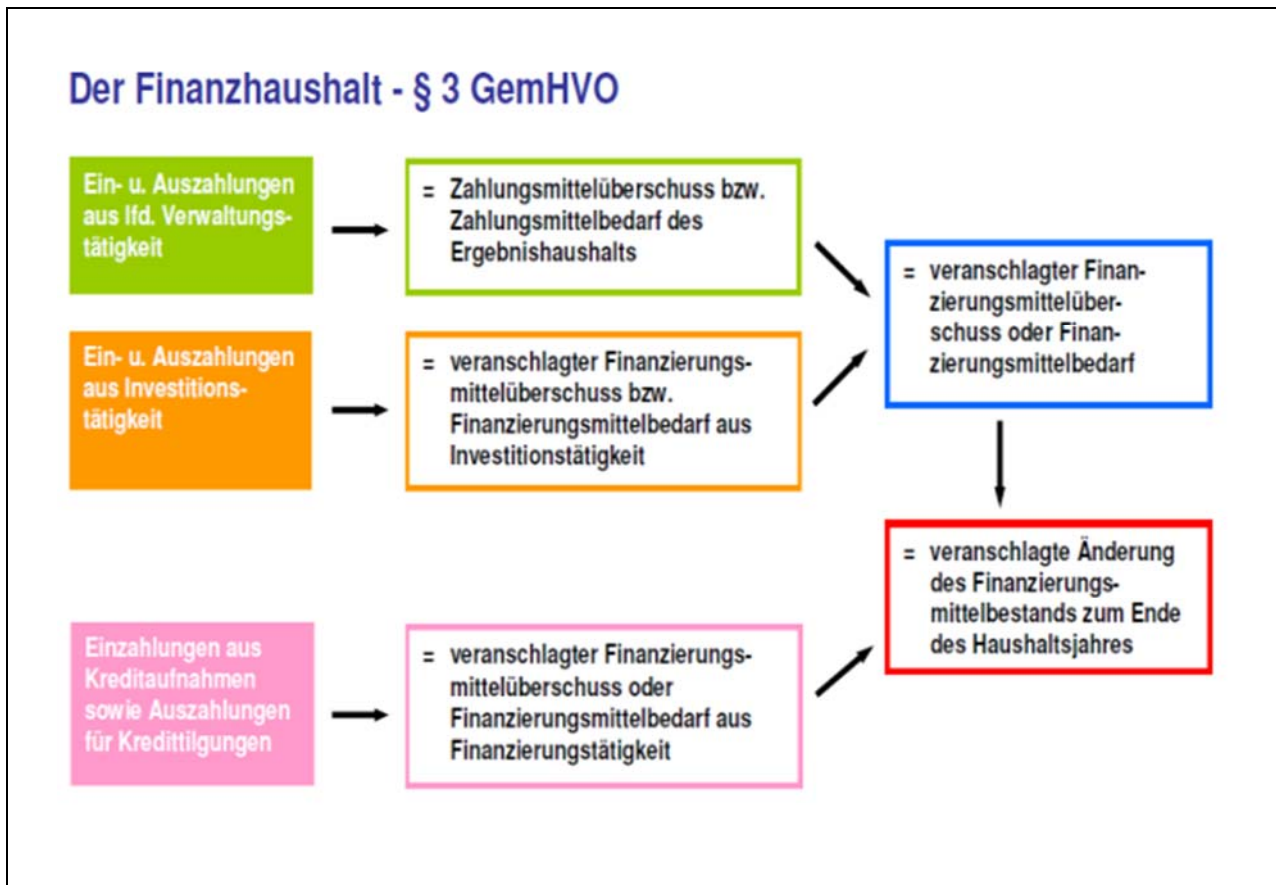 Der Finanzhaushalt - § 3 GemHVO
Ein- u. Auszahlungen
aus lfd. Verwaltungs-
tätigkeit
= Zahlungsmittelüberschuss bzw.
Zahlungsmittelbedarf des
Ergebnishaushalts
Ein- u. Auszahlungen
aus Investitions-
tätigkeit
= veranschlagter Finanzierungs-
mittelüberschuss bzw.
Finanzierungsmittelbedarf aus
Investitionstätigkeit
= veranschlagter Finan-
zierungsmittelüber-
schuss oder Finan-
zierungsmittelbedarf
Einzahlungen aus
Kreditaufnahmen
sowie Auszahlungen
für Kredittilgungen
= veranschlagter Finanzierungs-
mittelüberschuss oder
Finanzierungsmittelbedarf aus
Finanzierungstätigkeit
= veranschlagte Änderung
des Finanzierungs-
mittelbestands zum Ende
des Haushaltsjahres